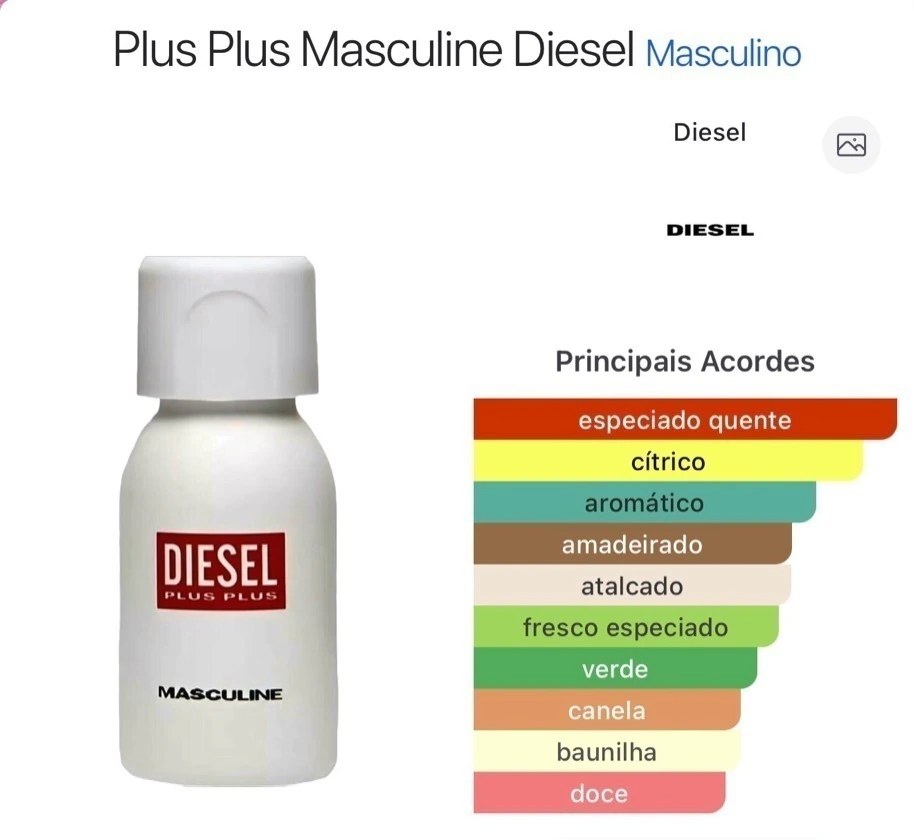 Plus Plus Masculine Diesel Masculino
Diesel
DIESEL
DIESEL
PLUS PLUS
MASCULINE
Principais Acordes
especiado quente
cítrico
aromático
amadeirado
atalcado
fresco especiado
verde
canela
baunilha
doce